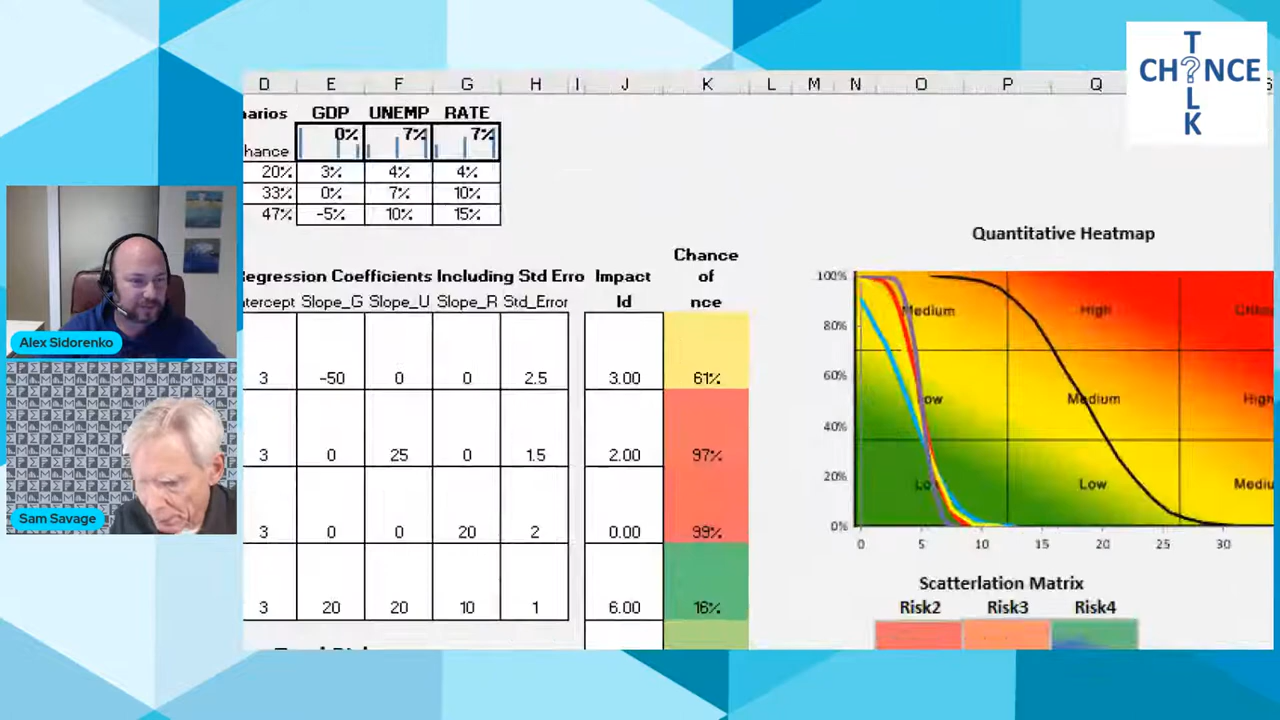 T
CH?NCE
L
K
D E F G H I J K L M N O P Q
arios GDP UNEMP RATE
0% 7% 7%
hance
20% 3% 4% 4%
33% 0% 7% 10%
47% -5% 10% 15%
Regression Coefficients Including Std Erro Impact Chance of
ntercept Slope_G Slope_U Slope_R Std_Error ld nce
3 -50 0 0 2.5 3.00 61%
3 0 25 0 1.5 2.00 97%
3 0 0 20 2 0.00 99%
3 20 20 10 1 6.00 16%
Quantitative Heatmap
100%
80%
60%
40%
20%
0%
Medium High Critic
Low Medium High
Low Low Mediu
0 5 10 15 20 25 30
Scatterlation Matrix
Risk2 Risk3 Risk4
Alex Sidorenko
Sam Savage